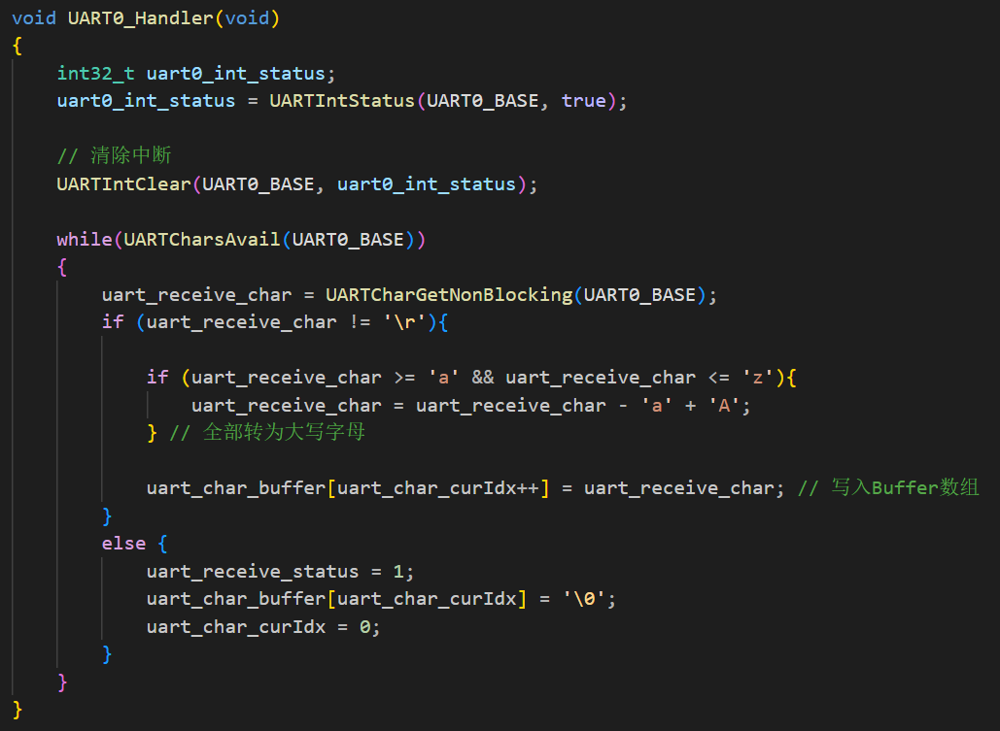 void UART0_Handler(void)
{
    int32_t uart0_int_status;
    uart0_int_status = UARTIntStatus(UART0_BASE, true);
    // 清除中断
    UARTIntClear(UART0_BASE, uart0_int_status);
    while(UARTCharsAvail(UART0_BASE))
    {
        uart_receive_char = UARTCharGetNonBlocking(UART0_BASE);
        if (uart_receive_char != '\r'){
            if (uart_receive_char >= 'a' && uart_receive_char <= 'z'){
                uart_receive_char = uart_receive_char - 'a' + 'A';
            } // 全部转为大写字母
            uart_char_buffer[uart_char_curIdx++] = uart_receive_char; // 写入Buffer数组
        }
        else {
            uart_receive_status = 1;
            uart_char_buffer[uart_char_curIdx] = '\0';
            uart_char_curIdx = 0;
        }
    }
}